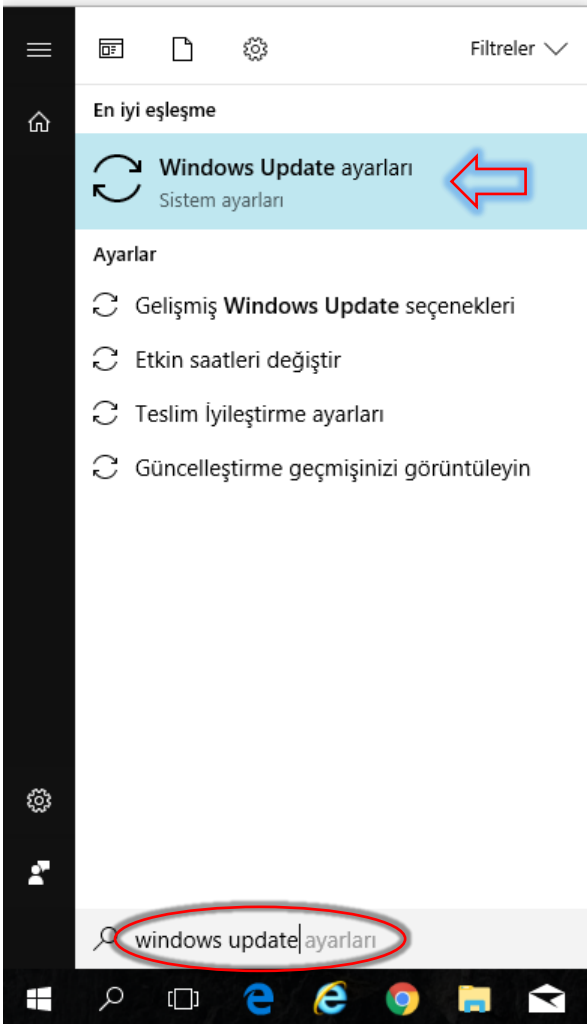 Filtreler
En iyi eşleşme
Windows Update ayarları
Sistem ayarları
Ayarlar
Gelişmiş Windows Update seçenekleri
Etkin saatleri değiştir
Teslim İyileştirme ayarları
Güncelleştirme geçmişinizi görüntüleyin
windows update ayarları